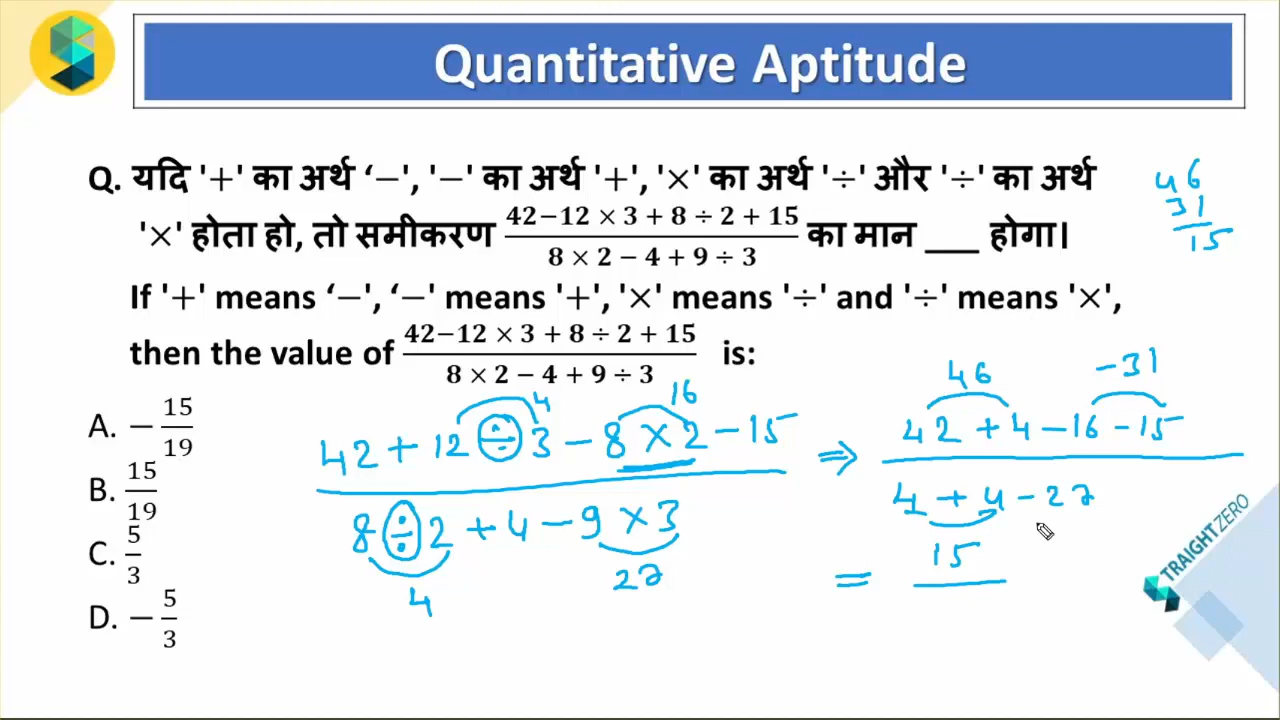 Quantitative Aptitude
Q. यदि '+' का अर्थ ‘−’, '−' का अर्थ '+', '×' का अर्थ '÷' और '÷' का अर्थ
'×' होता हो, तो समीकरण (42−12 × 3 + 8 ÷ 2 + 15)/(8 × 2 − 4 + 9 ÷ 3) का मान ___ होगा।
If '+' means ‘−’, ‘−’ means '+', '×' means '÷' and '÷' means '×',
then the value of (42−12 × 3 + 8 ÷ 2 + 15)/(8 × 2 − 4 + 9 ÷ 3) is:
A. − 15/19
B. 15/19
C. 5/3
D. − 5/3
46
31
15
4 16
42 + 12 ÷ 3 − 8 × 2 − 15
8 ÷ 2 + 4 − 9 × 3
4 27
46 −31
⇒ 42 + 4 − 16 − 15
4 + 4 − 27
= 15
TRAIGHTZERO